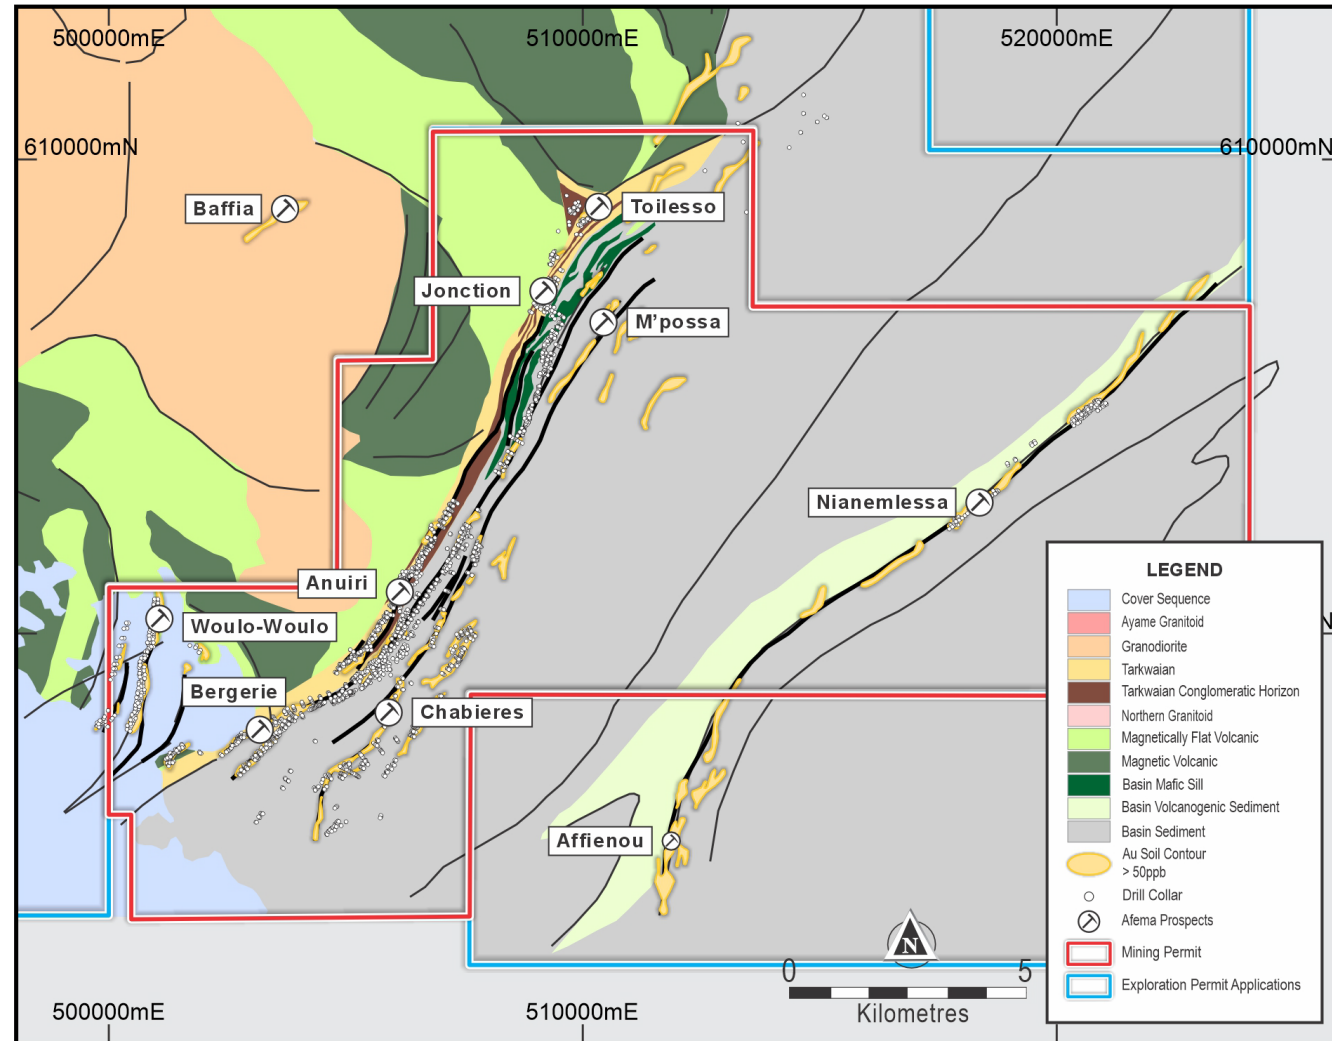 500000mE
510000mE
520000mE
610000mN
610000mN
Baffia
Toilesso
Jonction
M'possa
Nianemlessa
Anuiri
Woulo-Woulo
Bergerie
Chabieres
Affienou
N
LEGEND
Cover Sequence
Ayame Granitoid
Granodiorite
Tarkwaian
Tarkwaian Conglomeratic Horizon
Northern Granitoid
Magnetically Flat Volcanic
Magnetic Volcanic
Basin Mafic Sill
Basin Volcanogenic Sediment
Basin Sediment
Au Soil Contour
> 50ppb
Drill Collar
Afema Prospects
Mining Permit
Exploration Permit Applications
N
0 5
Kilometres
500000mE
510000mE